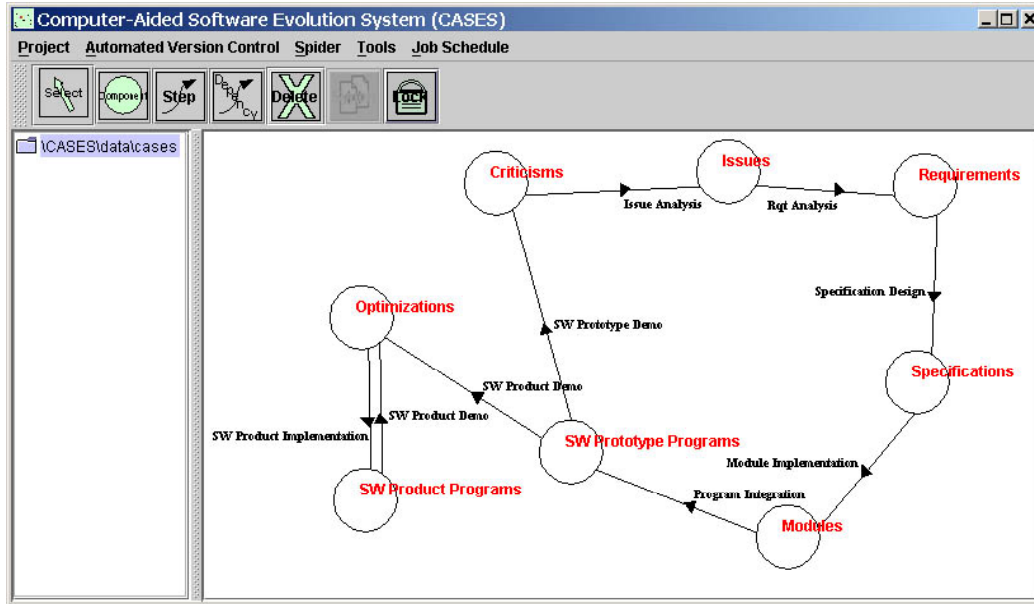 Computer-Aided Software Evolution System (CASES)
Project Automated Version Control Spider Tools Job Schedule
Select
Component
Step
Dependency
Delete
Lock
\CASES\data\cases
Criticisms
Issues
Requirements
Issue Analysis
Rqt Analysis
Specification Design
Optimizations
SW Prototype Demo
Specifications
SW Product Demo
SW Product Demo
SW Product Implementation
SW Prototype Programs
Module Implementation
SW Product Programs
Program Integration
Modules